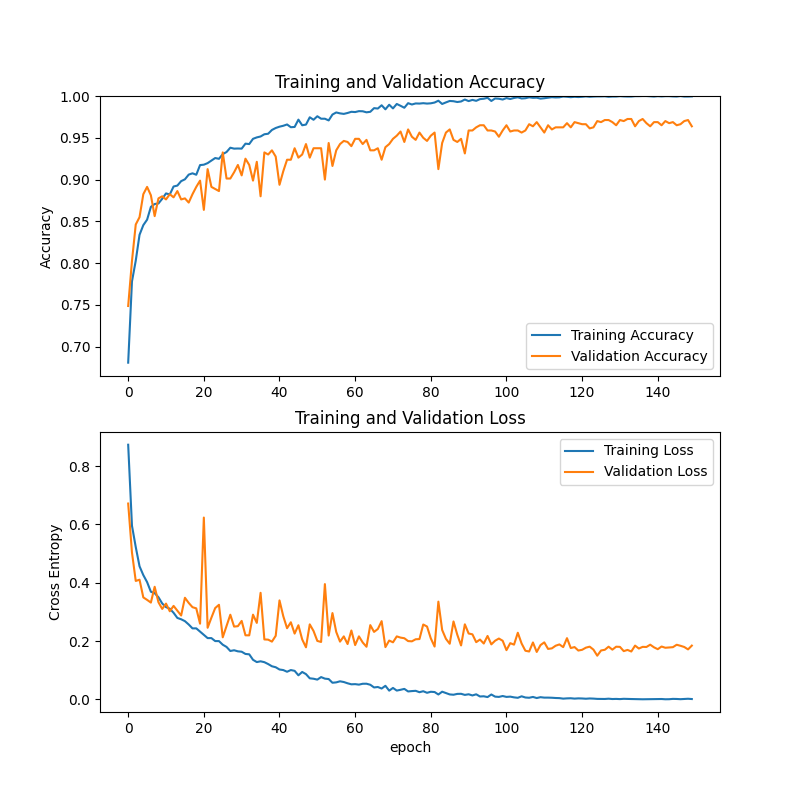 Training and Validation Accuracy
1.00
0.95
0.90
0.85
0.80
0.75
0.70
Accuracy
Training Accuracy
Validation Accuracy
0 20 40 60 80 100 120 140
Training and Validation Loss
0.8
0.6
0.4
0.2
0.0
Cross Entropy
Training Loss
Validation Loss
0 20 40 60 80 100 120 140
epoch